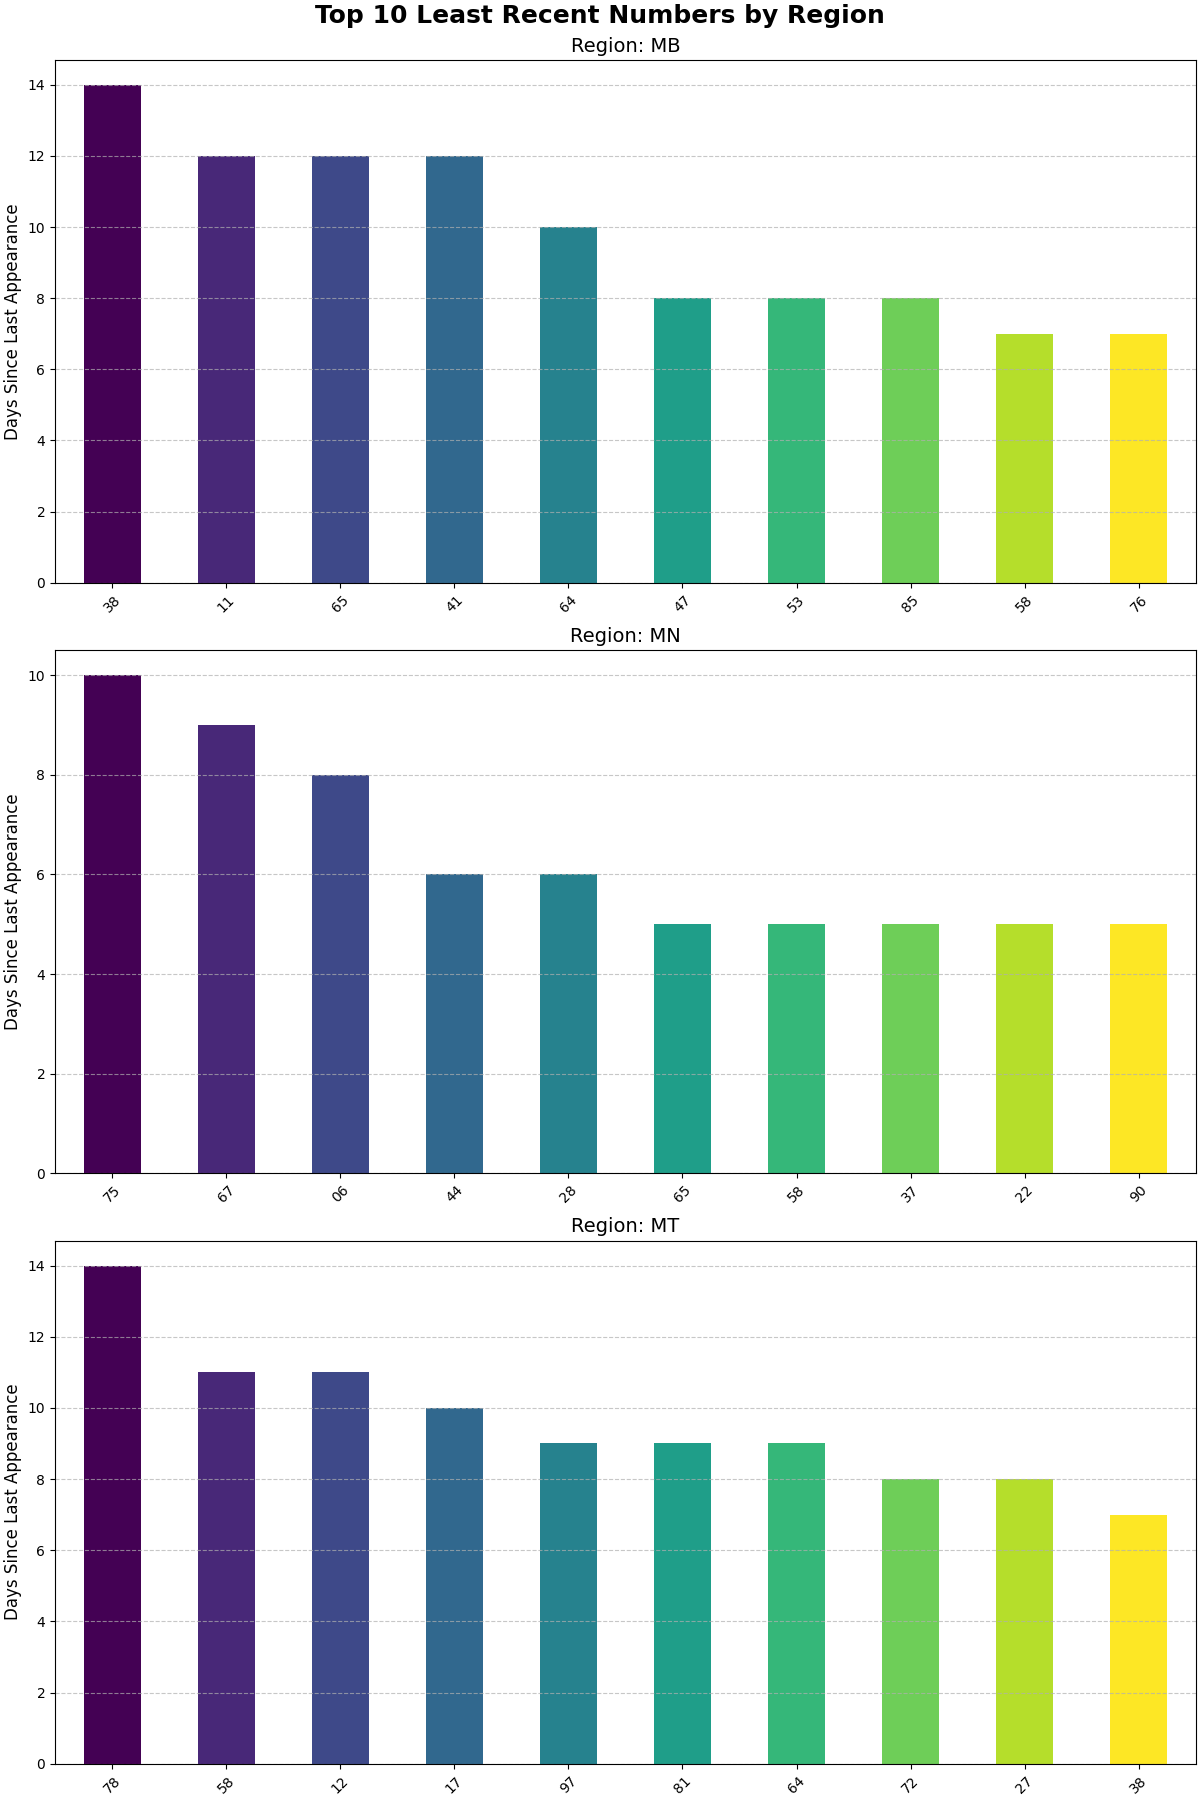 Top 10 Least Recent Numbers by Region
Region: MB
Days Since Last Appearance
14
12
10
8
6
4
2
0
38 11 65 41 64 47 53 85 58 76
Region: MN
Days Since Last Appearance
10
8
6
4
2
0
75 67 06 44 28 65 58 37 22 90
Region: MT
Days Since Last Appearance
14
12
10
8
6
4
2
0
78 58 12 17 97 81 64 72 27 38